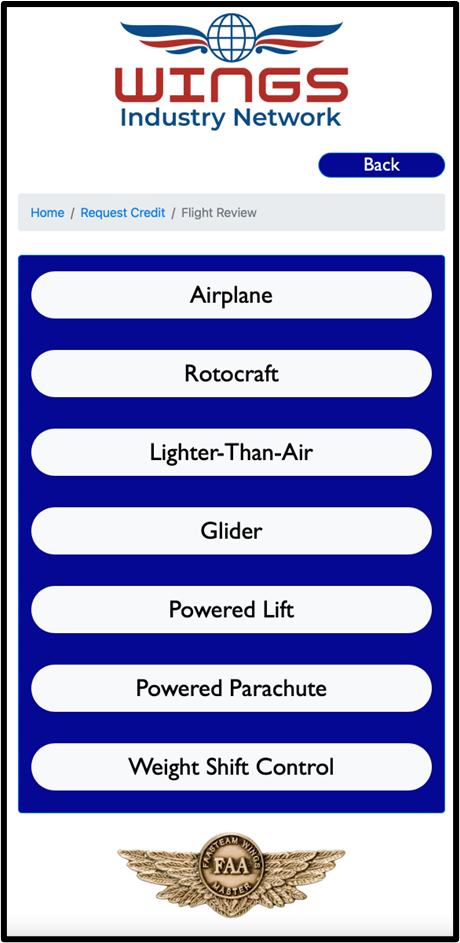 WINGS
Industry Network
Back
Home / Request Credit / Flight Review
Airplane
Rotocraft
Lighter-Than-Air
Glider
Powered Lift
Powered Parachute
Weight Shift Control
FAASTEAM WINGS
FAA
MASTER